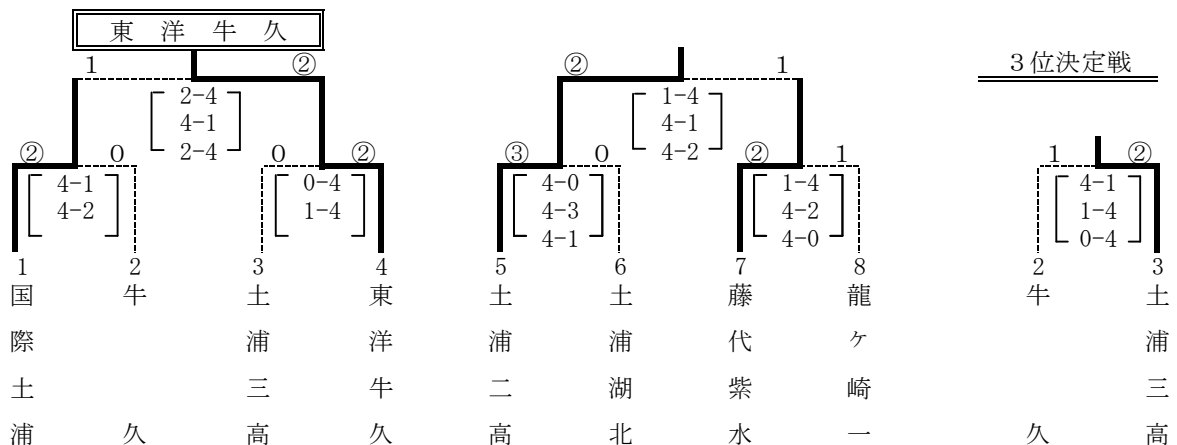 東洋牛久
1 ② ② 1 3位決定戦
2-4
4-1
2-4
1-4
4-1
4-2
② 0 0 ② ③ 0 ② 1 1 ②
4-1
4-2
0-4
1-4
4-0
4-3
4-1
1-4
4-2
4-0
4-1
1-4
0-4
1 2 3 4 5 6 7 8 2 3
国際土浦
牛久
土浦三高
東洋牛久
土浦二高
土浦湖北
藤代紫水
龍ヶ崎一
牛久
土浦三高